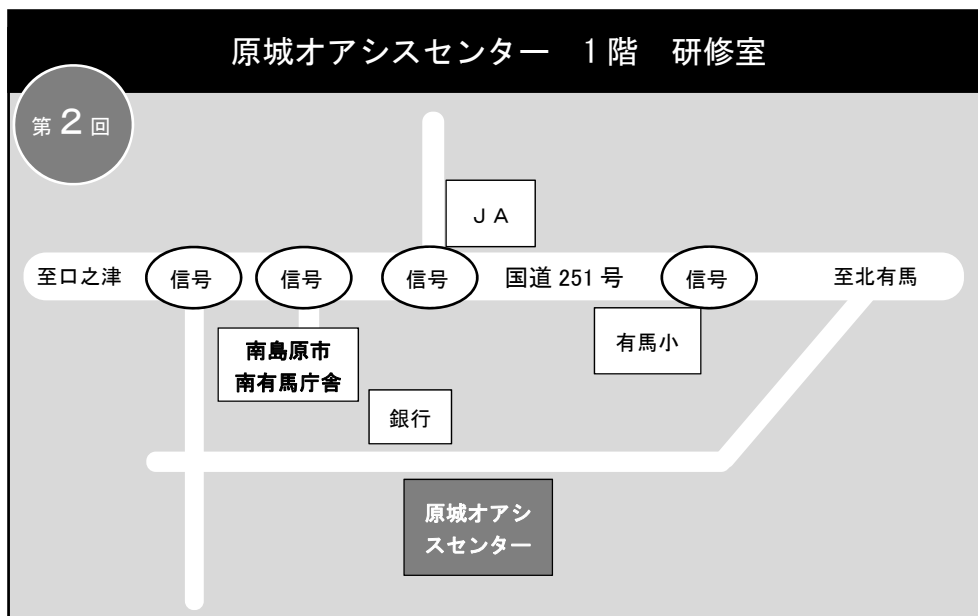 原城オアシスセンター　1階　研修室
第2回
ＪＡ
至口之津
信号
信号
信号
国道251号
信号
至北有馬
南島原市
南有馬庁舎
有馬小
銀行
原城オアシ
スセンター